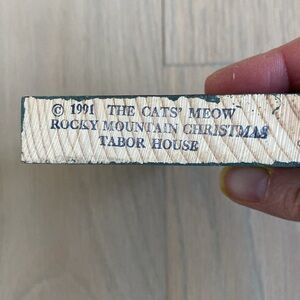 © 1991 THE CATS' MEOW
ROCKY MOUNTAIN CHRISTMAS
TABOR HOUSE